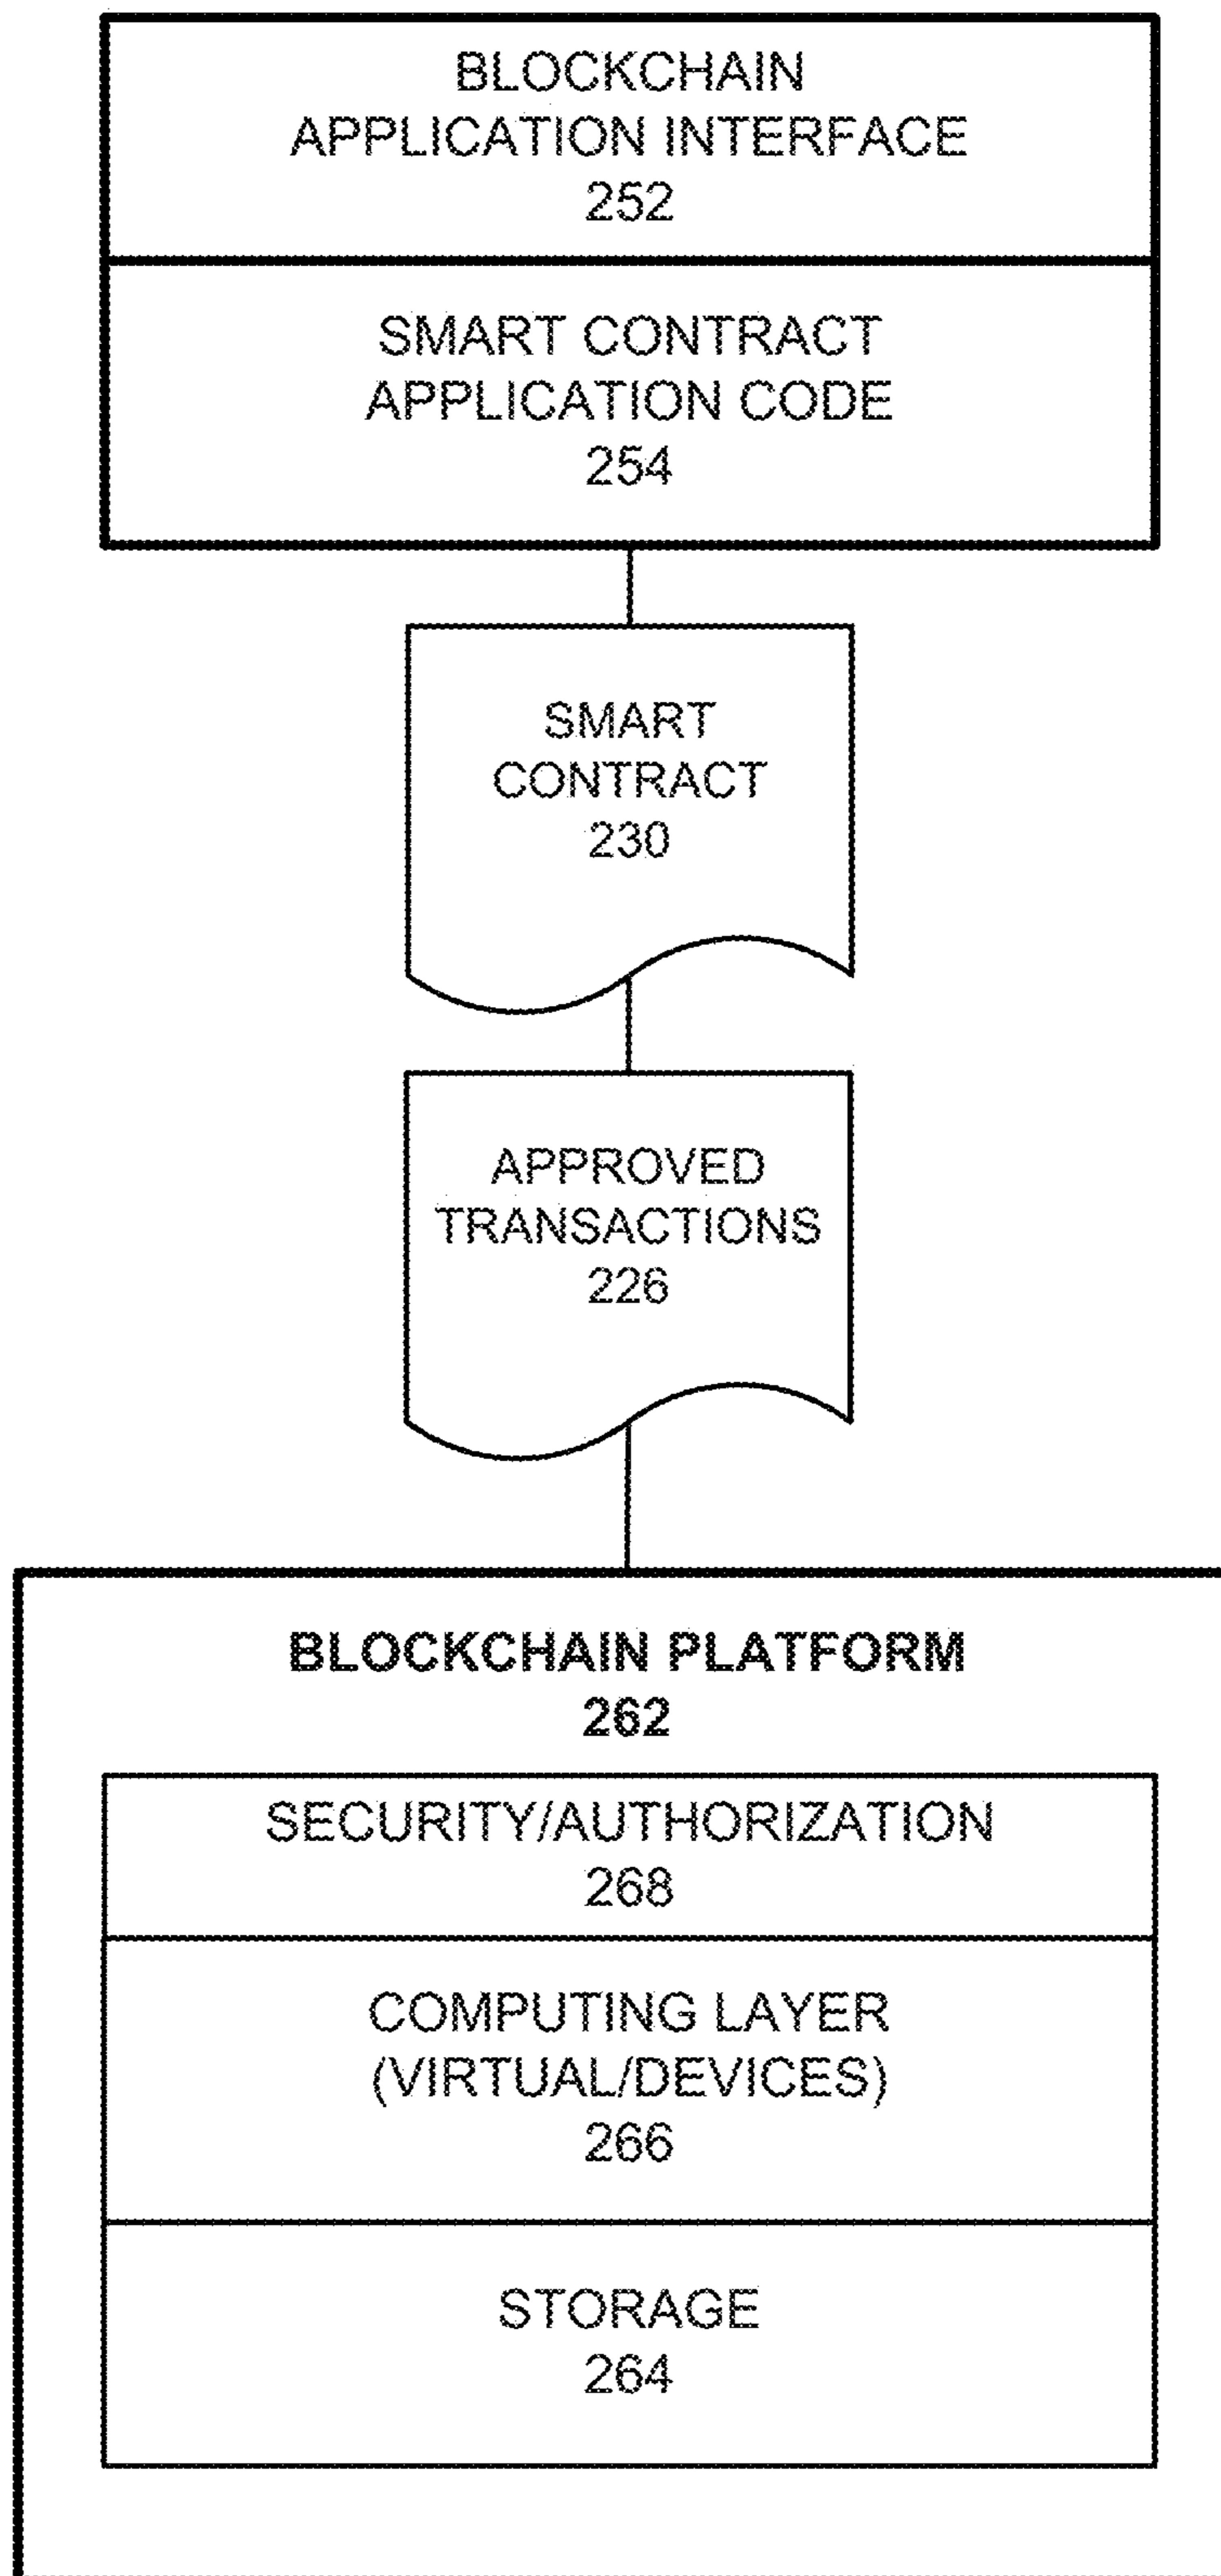 BLOCKCHAIN
APPLICATION INTERFACE
252
SMART CONTRACT
APPLICATION CODE
254
SMART
CONTRACT
230
APPROVED
TRANSACTIONS
226
BLOCKCHAIN PLATFORM
262
SECURITY/AUTHORIZATION
268
COMPUTING LAYER
(VIRTUAL/DEVICES)
266
STORAGE
264